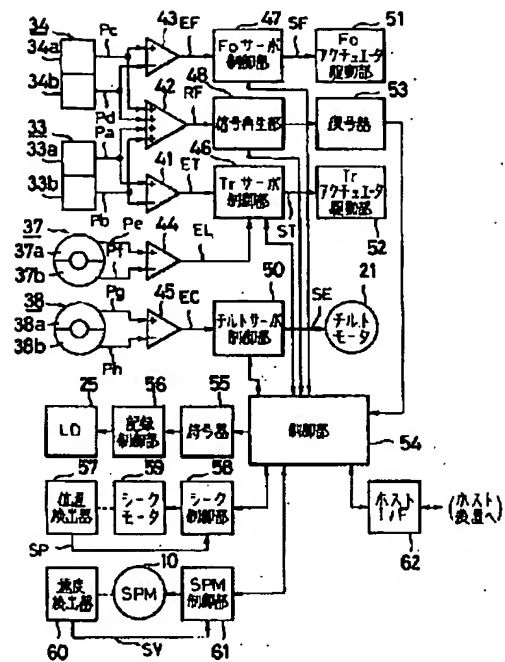 34
34a
34b
Pc
Pd
43
EF
47
Foサーボ
制御部
SF
51
Fo
アクチュエータ
駆動部
42
RF
48
信号再生部
53
復号器
33
33a
33b
Pa
Pb
41
ET
46
Trサーボ
制御部
ST
Tr
アクチュエータ
駆動部
52
37
37a
37b
Pe
Pf
44
EL
38
38a
38b
Pg
Ph
45
EC
50
チルトサーボ
制御部
SE
21
チルト
モータ
25
LD
56
記録
制御部
55
符号器
制御部
54
57
位置
検出器
59
シーク
モータ
58
シーク
制御部
SP
ホスト
I/F
62
(ホスト
装置へ)
速度
検出器
60
10
SPM
SPM
制御部
61
SV